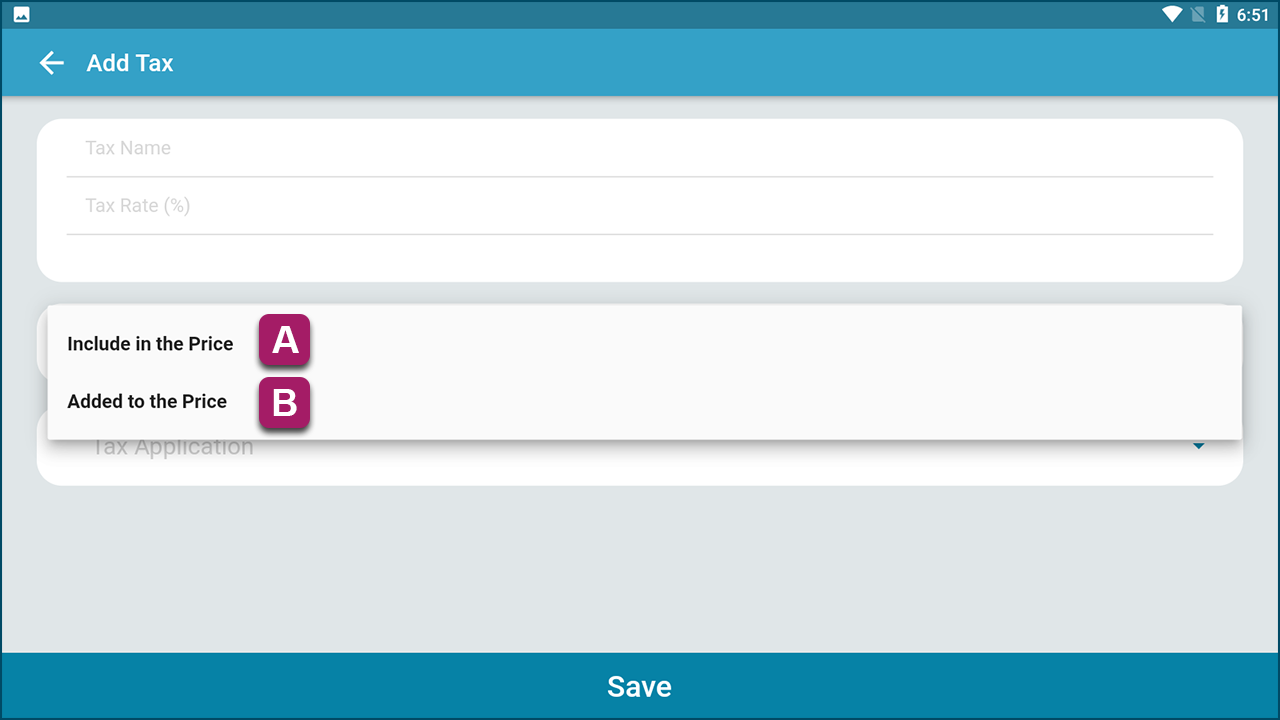 6:51
Add Tax
Tax Name
Tax Rate (%)
Include in the Price A
Added to the Price B
Tax Application
Save